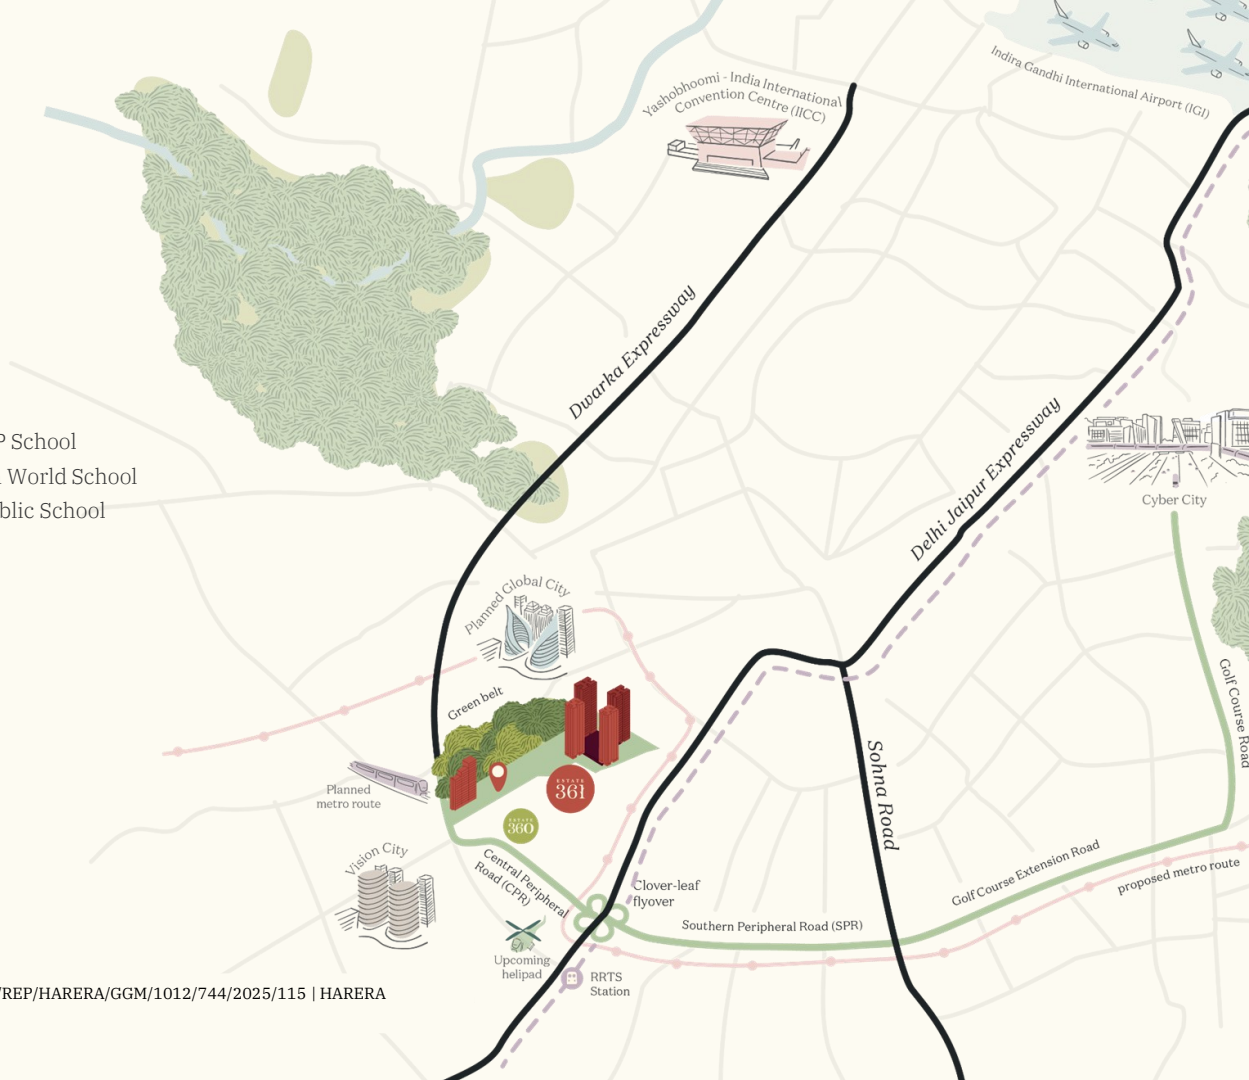 Indira Gandhi International Airport (IGI)
Yashobhoomi - India International
Convention Centre (IICC)
Dwarka Expressway
Delhi Jaipur Expressway
P School
World School
blic School
Cyber City
Planned Global City
Green belt
Golf Course Road
Sohna Road
Planned
metro route
ESTATE
361
ESTATE
360
Vision City
Central Peripheral
Road (CPR)
Clover-leaf
flyover
Southern Peripheral Road (SPR)
Golf Course Extension Road
proposed metro route
Upcoming
helipad
RRTS
Station
/REP/HARERA/GGM/1012/744/2025/115 | HARERA